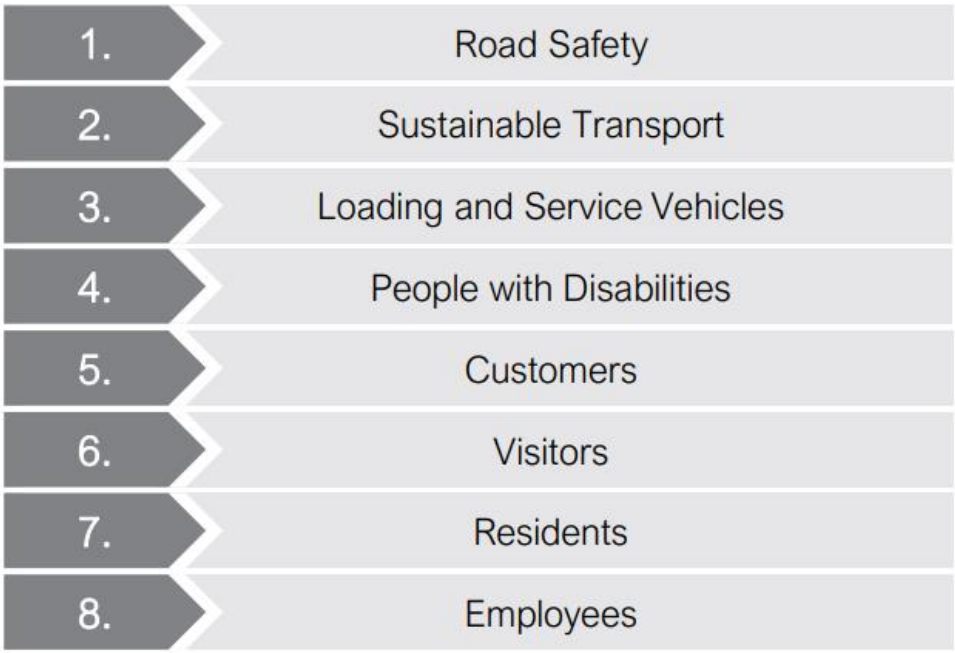 1. Road Safety
2. Sustainable Transport
3. Loading and Service Vehicles
4. People with Disabilities
5. Customers
6. Visitors
7. Residents
8. Employees